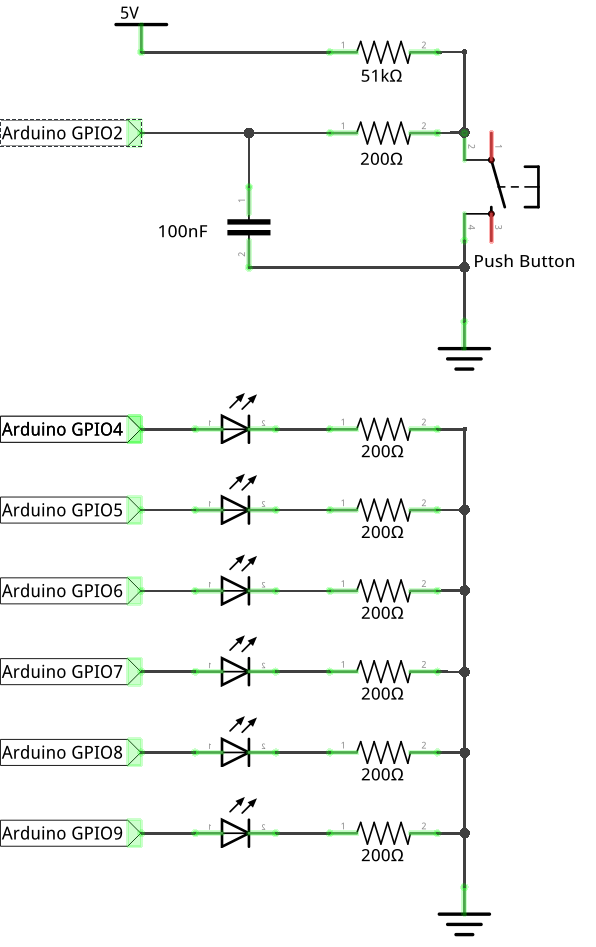 5V
1
2
51kΩ
Arduino GPIO2
1
2
200Ω
2
1
1
100nF
2
4
3
Push Button
Arduino GPIO4
1
2
1
2
200Ω
Arduino GPIO5
1
2
1
2
200Ω
Arduino GPIO6
1
2
1
2
200Ω
Arduino GPIO7
1
2
1
2
200Ω
Arduino GPIO8
1
2
1
2
200Ω
Arduino GPIO9
1
2
1
2
200Ω